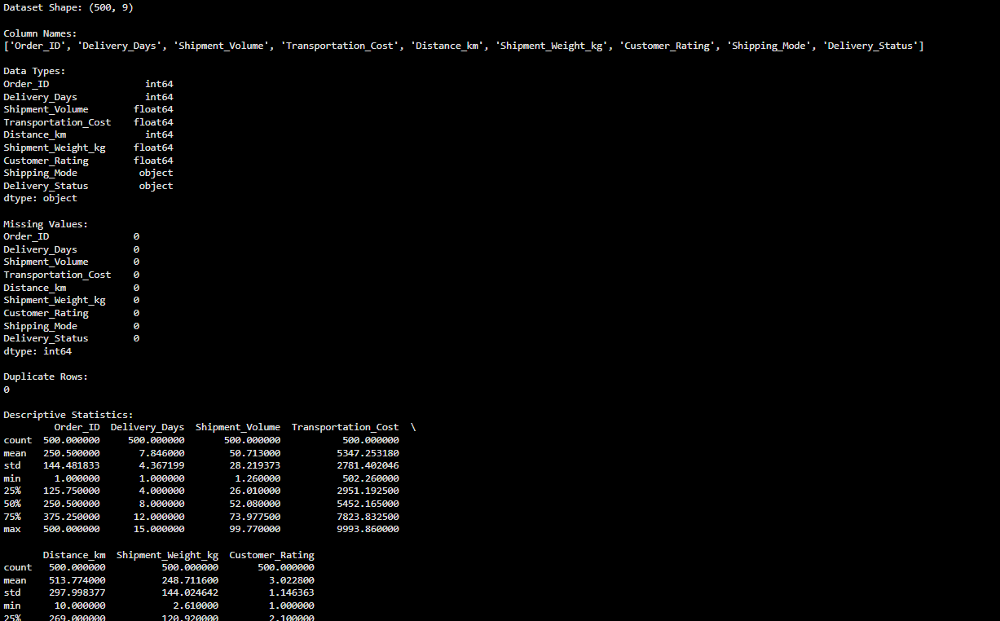 Dataset Shape: (500, 9)
Column Names:
['Order_ID', 'Delivery_Days', 'Shipment_Volume', 'Transportation_Cost', 'Distance_km', 'Shipment_Weight_kg', 'Customer_Rating', 'Shipping_Mode', 'Delivery_Status']
Data Types:
Order_ID                 int64
Delivery_Days            int64
Shipment_Volume        float64
Transportation_Cost    float64
Distance_km              int64
Shipment_Weight_kg     float64
Customer_Rating        float64
Shipping_Mode           object
Delivery_Status         object
dtype: object
Missing Values:
Order_ID               0
Delivery_Days          0
Shipment_Volume        0
Transportation_Cost    0
Distance_km            0
Shipment_Weight_kg     0
Customer_Rating        0
Shipping_Mode          0
Delivery_Status        0
dtype: int64
Duplicate Rows:
0
Descriptive Statistics:
         Order_ID  Delivery_Days  Shipment_Volume  Transportation_Cost  \
count  500.000000     500.000000       500.000000           500.000000
mean   250.500000       7.846000        50.713000          5347.253180
std    144.481833       4.367199        28.219373          2781.402046
min      1.000000       1.000000         1.260000           502.260000
25%    125.750000       4.000000        26.010000          2951.192500
50%    250.500000       8.000000        52.080000          5452.165000
75%    375.250000      12.000000        73.977500          7823.832500
max    500.000000      15.000000        99.770000          9993.860000
       Distance_km  Shipment_Weight_kg  Customer_Rating
count   500.000000          500.000000       500.000000
mean    513.774000          248.711600         3.022800
std     297.998377          144.024642         1.146363
min      10.000000            2.610000         1.000000
25%     269.000000          120.920000         2.100000